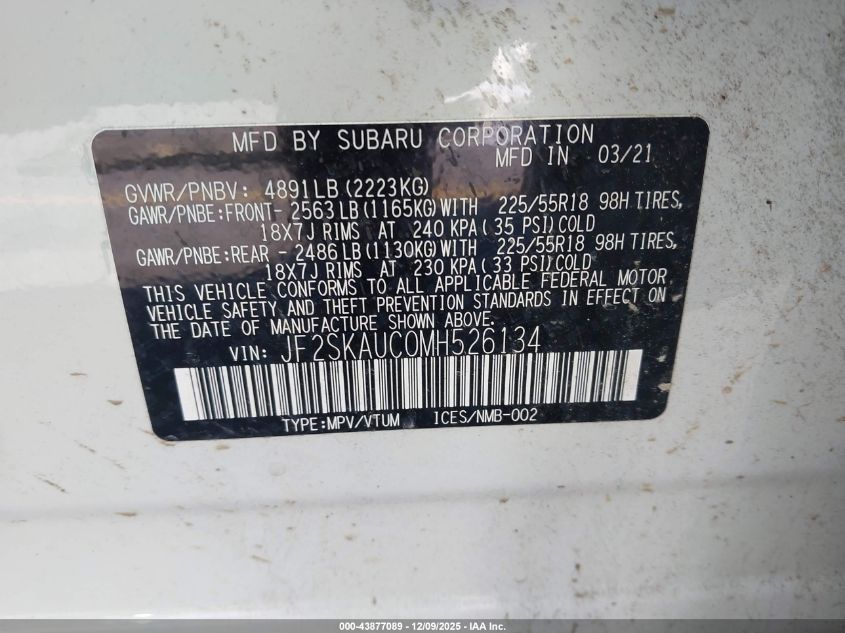 MFD BY SUBARU CORPORATION
MFD IN 03/21
GVWR/PNBV: 4891LB(2223KG)
GAWR/PNBE:FRONT- 2563LB(1165KG)WITH 225/55R18 98H TIRES,
18X7J RIMS AT 240 KPA(35 PSI)COLD
GAWR/PNBE:REAR - 2486LB(1130KG)WITH 225/55R18 98H TIRES,
18X7J RIMS AT 230 KPA(33 PSI)COLD
THIS VEHICLE CONFORMS TO ALL APPLICABLE FEDERAL MOTOR
VEHICLE SAFETY AND THEFT PREVENTION STANDARDS IN EFFECT ON
THE DATE OF MANUFACTURE SHOWN ABOVE.
VIN: JF2SKAUC0MH526134
TYPE:MPV/VTUM ICES/NMB-002
000-43877089 - 12/09/2025 - IAA Inc.